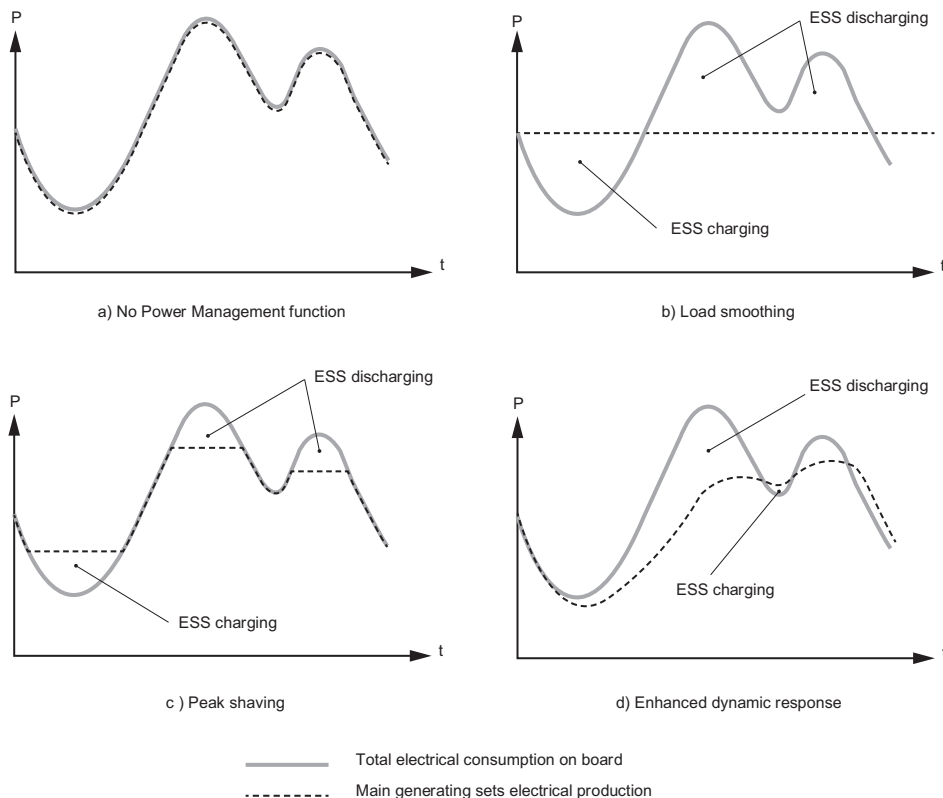 P
t
a) No Power Management function
P
ESS discharging
ESS charging
t
b) Load smoothing
P
ESS discharging
ESS charging
t
c ) Peak shaving
P
ESS discharging
ESS charging
t
d) Enhanced dynamic response
Total electrical consumption on board
Main generating sets electrical production